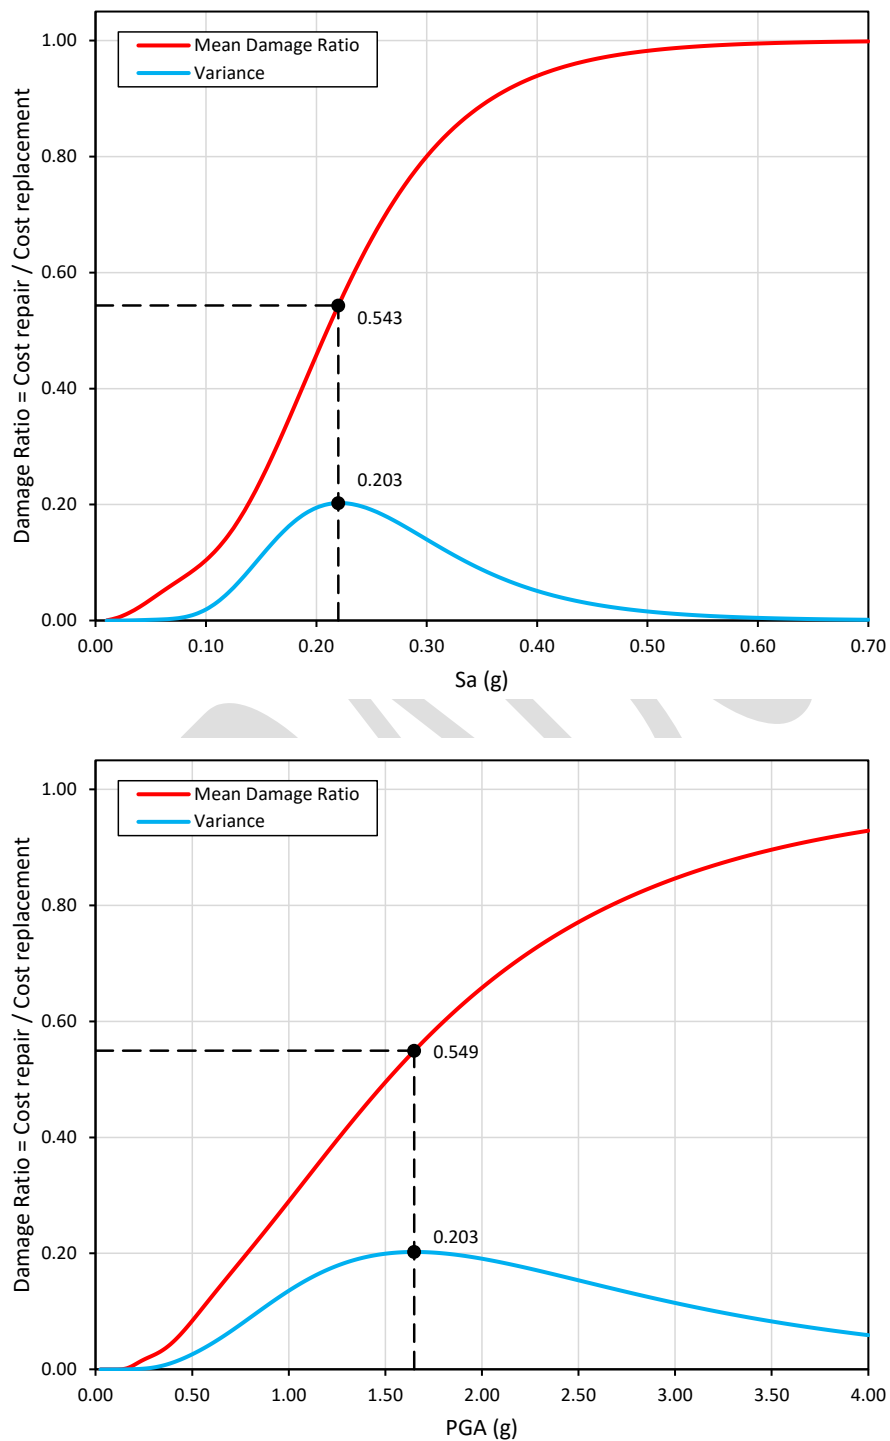 Damage Ratio = Cost repair / Cost replacement
1.00
0.80
0.60
0.40
0.20
0.00
Mean Damage Ratio
Variance
0.543
0.203
0.00 0.10 0.20 0.30 0.40 0.50 0.60 0.70
Sa (g)
Damage Ratio = Cost repair / Cost replacement
1.00
0.80
0.60
0.40
0.20
0.00
Mean Damage Ratio
Variance
0.549
0.203
0.00 0.50 1.00 1.50 2.00 2.50 3.00 3.50 4.00
PGA (g)